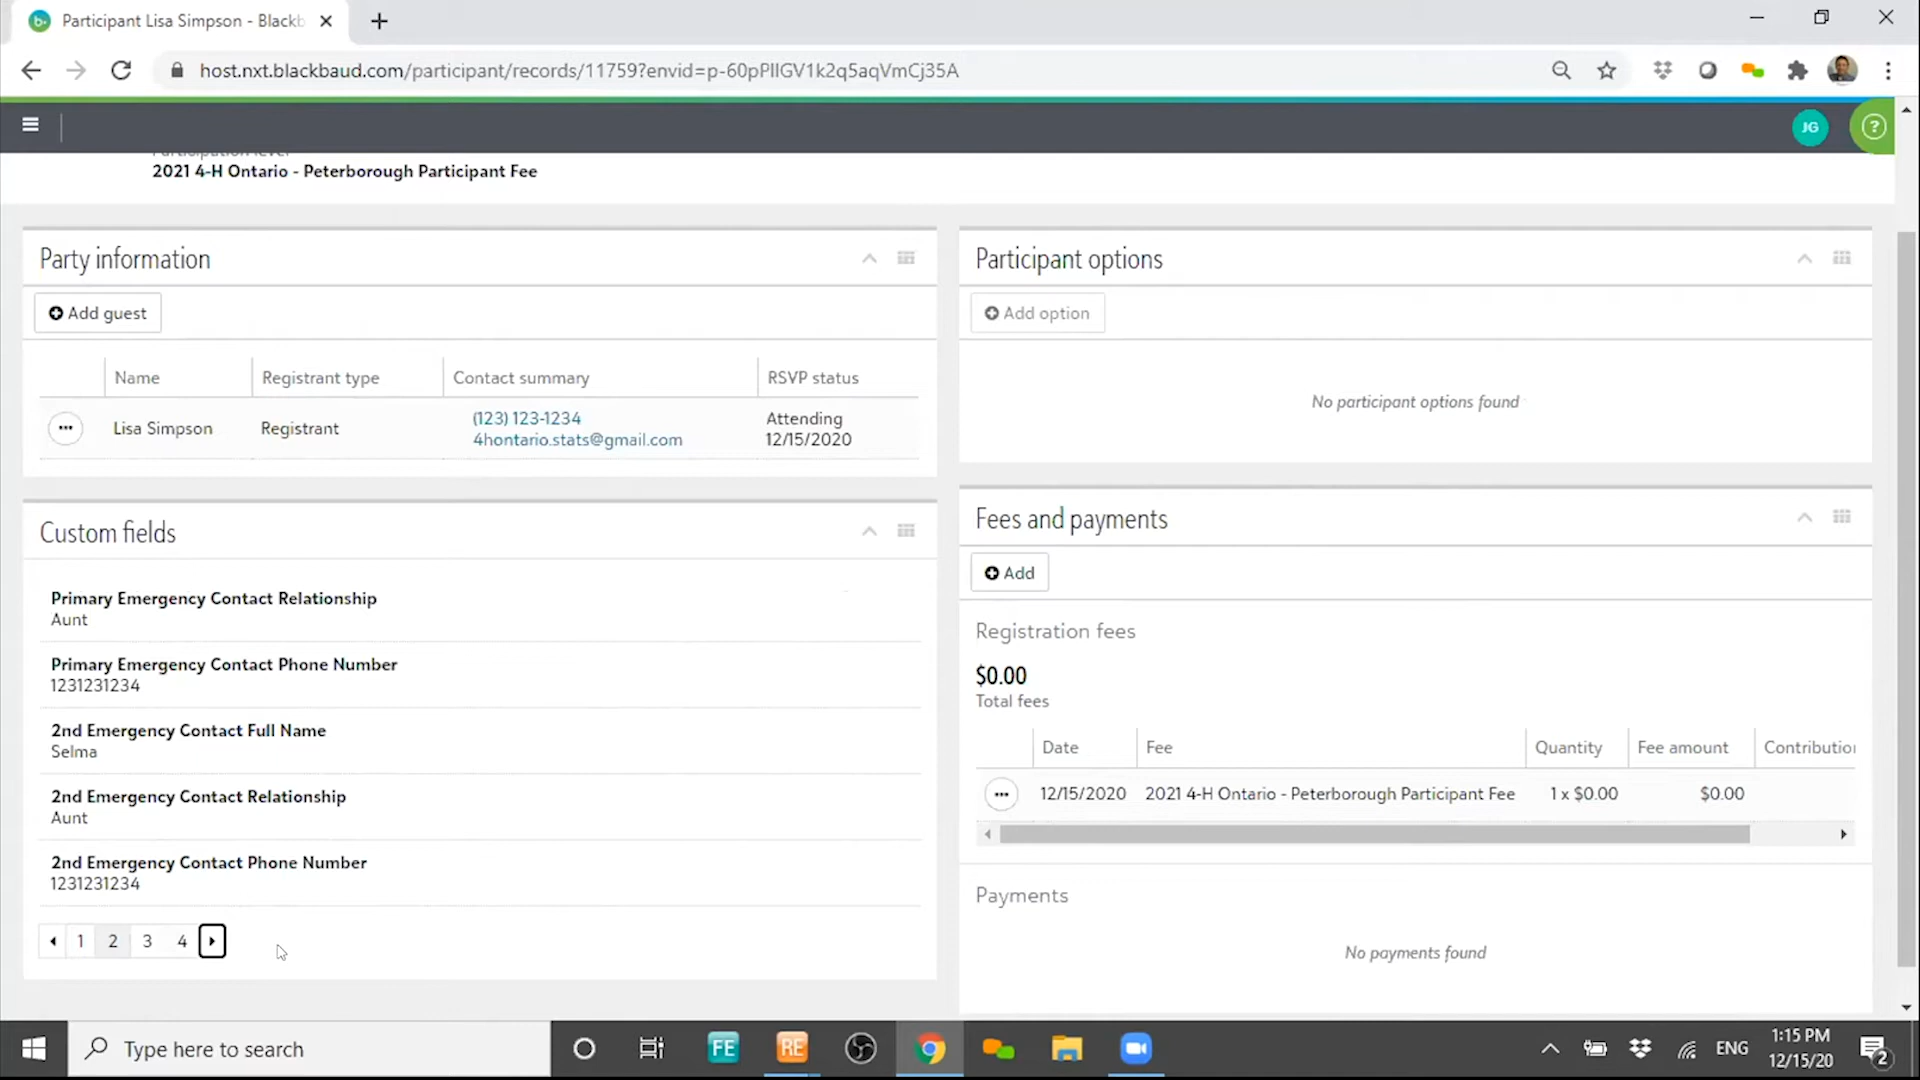 Participant Lisa Simpson - Blackb
host.nxt.blackbaud.com/participant/records/11759?envid=p-60pPlIGV1k2q5aqVmCj35A
JG
?
Participation level
2021 4-H Ontario - Peterborough Participant Fee
Party information
Add guest
Name Registrant type Contact summary RSVP status
Lisa Simpson Registrant (123) 123-1234 Attending
4hontario.stats@gmail.com 12/15/2020
Custom fields
Primary Emergency Contact Relationship
Aunt
Primary Emergency Contact Phone Number
1231231234
2nd Emergency Contact Full Name
Selma
2nd Emergency Contact Relationship
Aunt
2nd Emergency Contact Phone Number
1231231234
1 2 3 4
Participant options
Add option
No participant options found
Fees and payments
Add
Registration fees
$0.00
Total fees
Date Fee Quantity Fee amount Contribution
12/15/2020 2021 4-H Ontario - Peterborough Participant Fee 1 x $0.00 $0.00
Payments
No payments found
Type here to search
FE
RE
ENG
1:15 PM
12/15/20
2